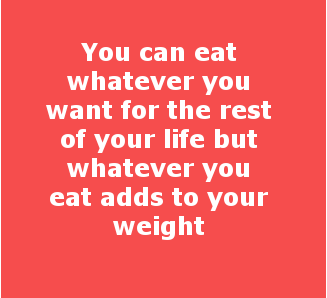 You can eat
whatever you
want for the rest
of your life but
whatever you
eat adds to your
weight